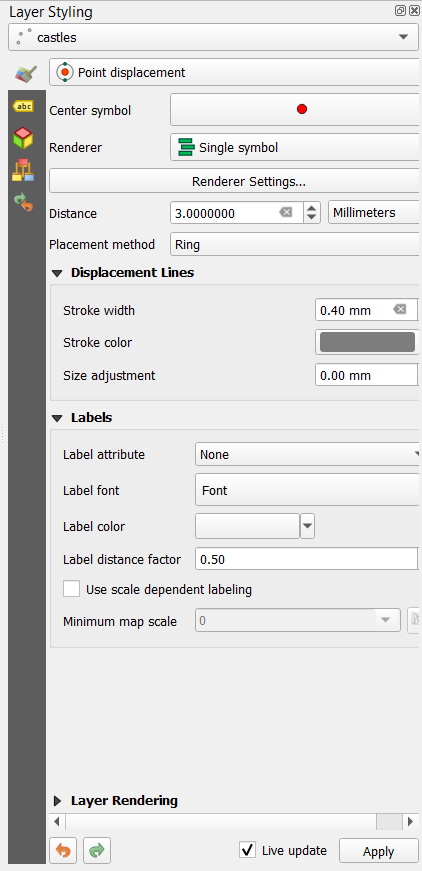 Layer Styling
castles
Point displacement
abc
Center symbol
Renderer Single symbol
Renderer Settings...
Distance 3.0000000 Millimeters
Placement method Ring
Displacement Lines
Stroke width 0.40 mm
Stroke color
Size adjustment 0.00 mm
Labels
Label attribute None
Label font Font
Label color
Label distance factor 0.50
Use scale dependent labeling
Minimum map scale 0
Layer Rendering
Live update Apply